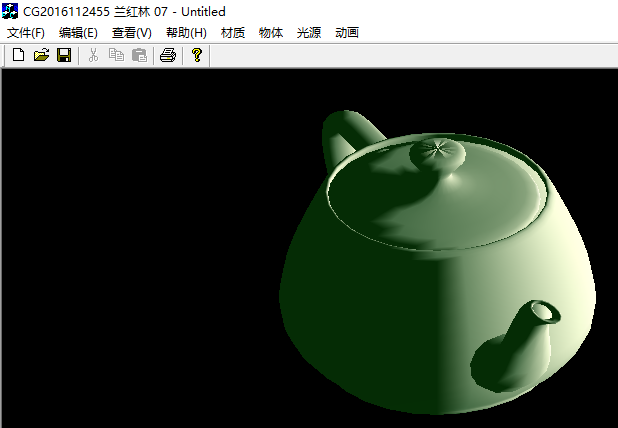 CG2016112455 兰红林 07 - Untitled
文件(F) 编辑(E) 查看(V) 帮助(H) 材质 物体 光源 动画